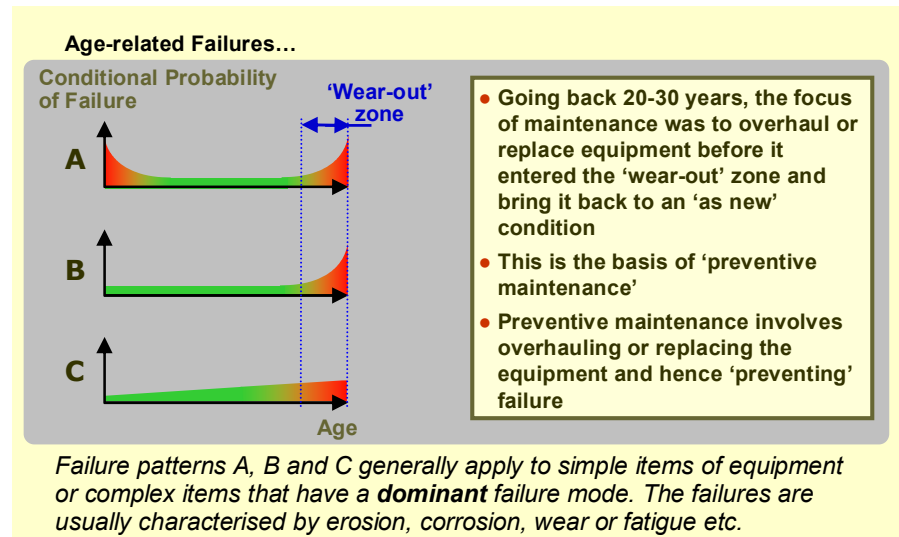 Age-related Failures…
Conditional Probability
of Failure
‘Wear-out’
zone
A
B
C
Age
● Going back 20-30 years, the focus
of maintenance was to overhaul or
replace equipment before it
entered the ‘wear-out’ zone and
bring it back to an ‘as new’
condition
● This is the basis of ‘preventive
maintenance’
● Preventive maintenance involves
overhauling or replacing the
equipment and hence ‘preventing’
failure
Failure patterns A, B and C generally apply to simple items of equipment
or complex items that have a dominant failure mode. The failures are
usually characterised by erosion, corrosion, wear or fatigue etc.